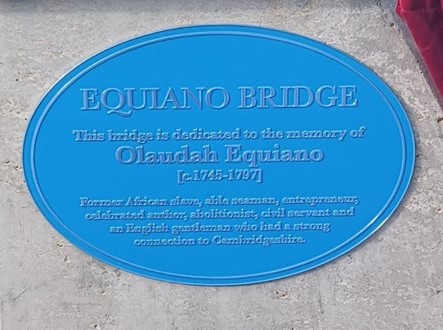 EQUIANO BRIDGE
This bridge is dedicated to the memory of
Olaudah Equiano
[c.1745-1797]
Former African slave, able seaman, entrepreneur,
celebrated author, abolitionist, civil servant and
an English gentleman who had a strong
connection to Cambridgeshire.